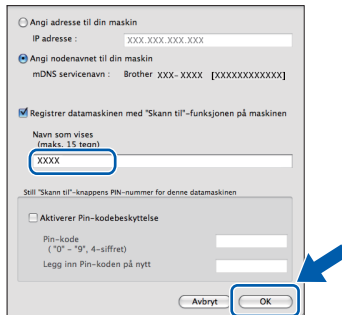 Angi adresse til din maskin
IP adresse : XXX.XXX.XXX.XXX
Angi nodenavnet til din maskin
mDNS servicenavn : Brother XXX-XXXX [XXXXXXXXXXXX]
Registrer datamaskinen med "Skann til"-funksjonen på maskinen
Navn som vises
(maks. 15 tegn)
XXXX
Still "Skann til"-knappens PIN-nummer for denne datamaskinen
Aktiverer Pin-kodebeskyttelse
Pin-kode
( "0" - "9", 4-siffret)
Legg inn Pin-koden på nytt
Avbryt OK